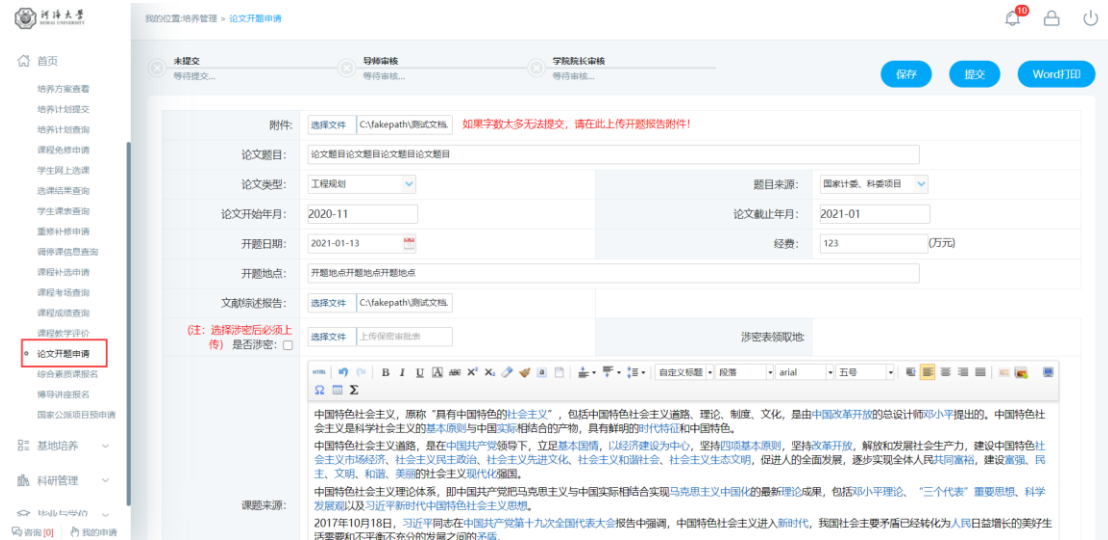 河海大学
HOHAI UNIVERSITY
我的位置:培养管理 > 论文开题申请
10
首页
培养方案查看
培养计划提交
培养计划查询
课程免修申请
学生网上选课
选课结果查询
学生课表查询
重修补修申请
调停课信息查询
课程补选申请
课程考场查询
课程成绩查询
课程教学评价
论文开题申请
综合素质课报名
博导讲座报名
国家公派项目预申请
基地培养
科研管理
毕业与学位
咨询[0] 我的申请
未提交
等待提交...
导师审核
等待审核...
学院院长审核
等待审核...
保存 提交 Word打印
附件: 选择文件 C:\fakepath\测试文档. 如果字数太多无法提交，请在此上传开题报告附件！
论文题目: 论文题目论文题目论文题目论文题目
论文类型: 工程规划 题目来源: 国家计委、科委项目
论文开始年月: 2020-11 论文截止年月: 2021-01
开题日期: 2021-01-13 经费: 123 (万元)
开题地点: 开题地点开题地点开题地点
文献综述报告: 选择文件 C:\fakepath\测试文档.
(注：选择涉密后必须上
传) 是否涉密: 选择文件 上传保密审批表 涉密表领取地:
HTML B I U A ABC X² X₂ 自定义标题 段落 arial 五号
Ω Σ
课题来源:
中国特色社会主义，原称“具有中国特色的社会主义”，包括中国特色社会主义道路、理论、制度、文化，是由中国改革开放的总设计师邓小平提出的。中国特色社
会主义是科学社会主义的基本原则与中国实际相结合的产物，具有鲜明的时代特征和中国特色。
中国特色社会主义道路，是在中国共产党领导下，立足基本国情，以经济建设为中心，坚持四项基本原则，坚持改革开放，解放和发展社会生产力，建设中国特色社
会主义市场经济、社会主义民主政治、社会主义先进文化、社会主义和谐社会、社会主义生态文明，促进人的全面发展，逐步实现全体人民共同富裕，建设富强、民
主、文明、和谐、美丽的社会主义现代化强国。
中国特色社会主义理论体系，即中国共产党把马克思主义与中国实际相结合实现马克思主义中国化的最新理论成果，包括邓小平理论、“三个代表”重要思想、科学
发展观以及习近平新时代中国特色社会主义思想。
2017年10月18日，习近平同志在中国共产党第十九次全国代表大会报告中强调，中国特色社会主义进入新时代，我国社会主要矛盾已经转化为人民日益增长的美好生
活需要和不平衡不充分的发展之间的矛盾。